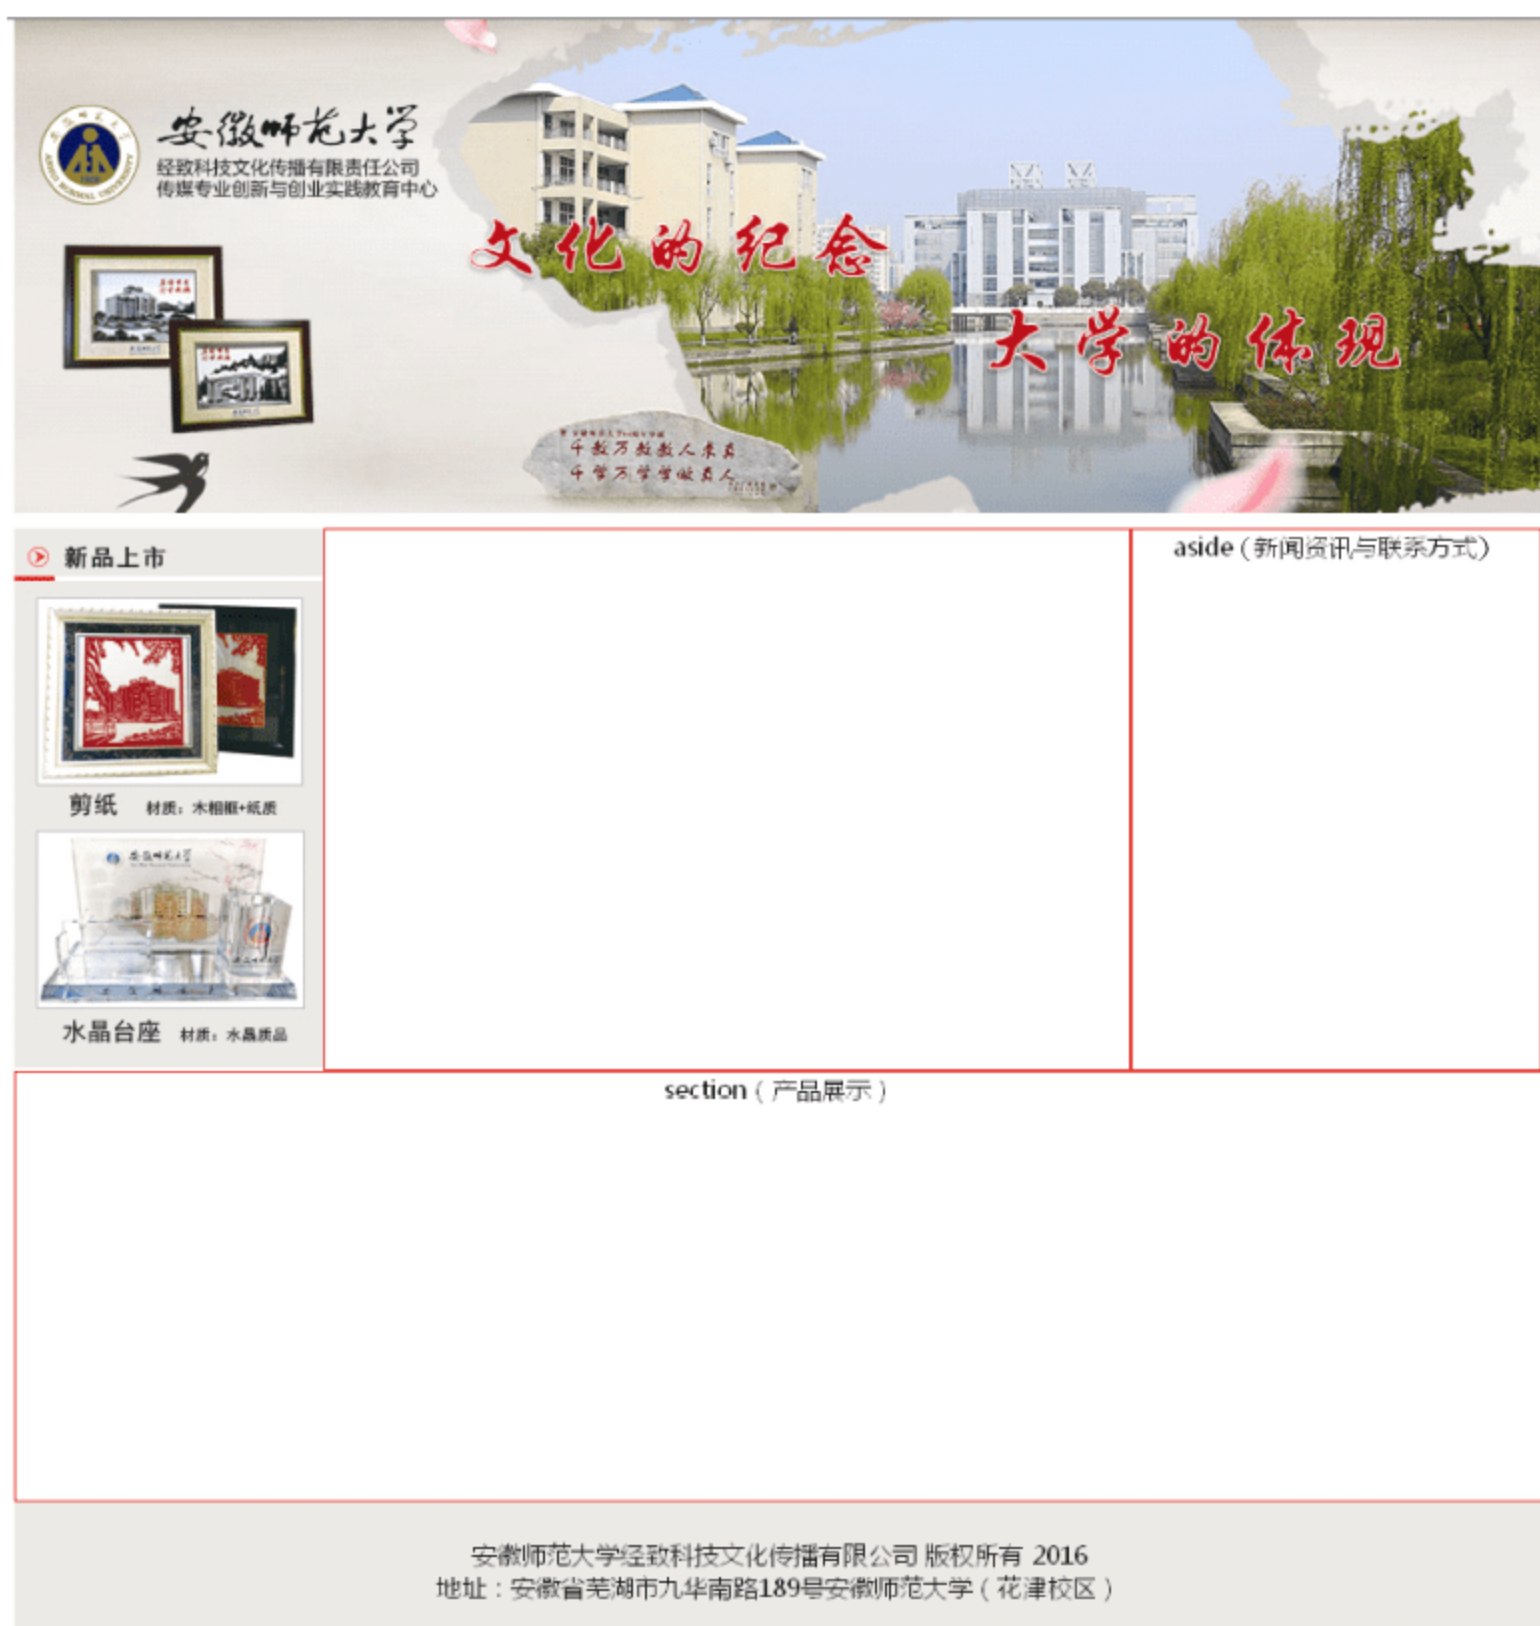 安徽师范大学
经致科技文化传播有限责任公司
传媒专业创新与创业实践教育中心
文化的纪念
大学的体现
千教万教教人求真
千学万学学做真人
新品上市
剪纸 材质：木相框+纸质
安徽师范大学
水晶台座 材质：水晶质品
aside（新闻资讯与联系方式）
section（产品展示）
安徽师范大学经致科技文化传播有限公司 版权所有 2016
地址：安徽省芜湖市九华南路189号安徽师范大学（花津校区）